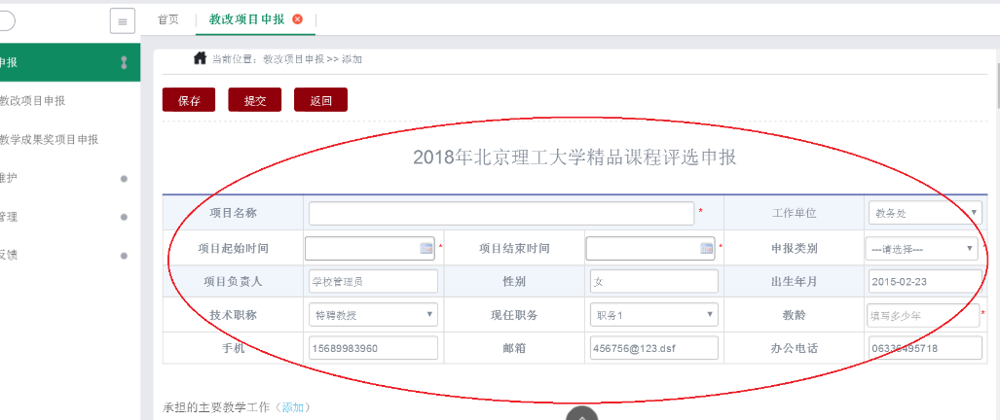 首页 教改项目申报
申报
当前位置：教改项目申报 >> 添加
教改项目申报
保存 提交 返回
教学成果奖项目申报
维护
管理
反馈
2018年北京理工大学精品课程评选申报
项目名称 * 工作单位 教务处
项目起始时间 * 项目结束时间 * 申报类别 ---请选择--- *
项目负责人 学校管理员 性别 女 出生年月 2015-02-23
技术职称 特聘教授 现任职务 职务1 教龄 填写多少年 *
手机 15689983960 邮箱 456756@123.dsf 办公电话 06336495718
承担的主要教学工作（添加）